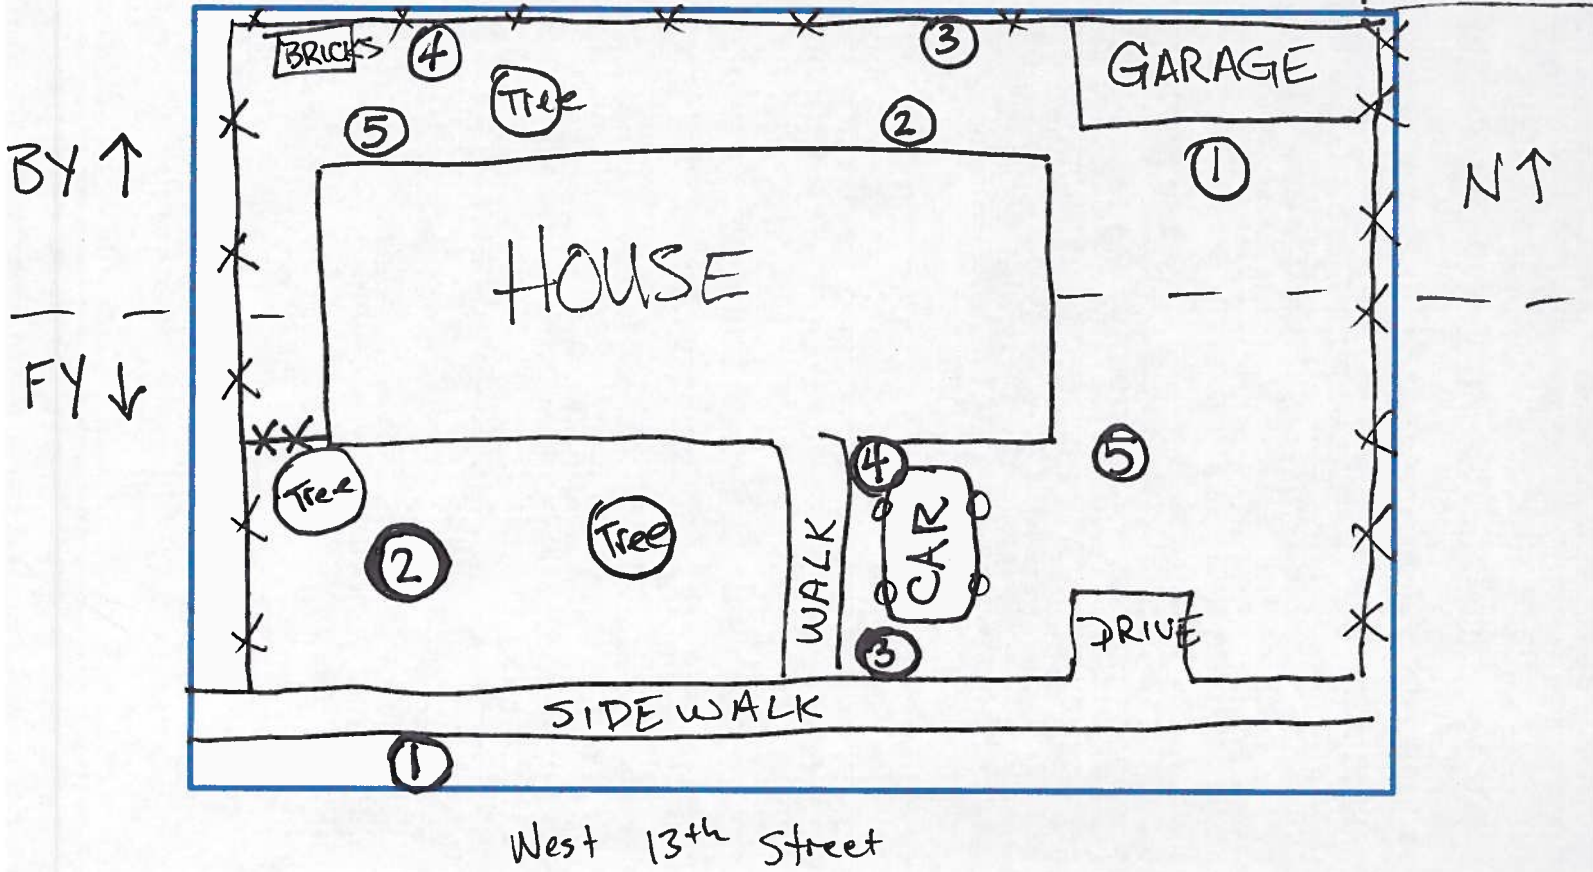 BRICKS
4
3
GARAGE
Tree
5
2
1
BY ↑
N ↑
HOUSE
FY ↓
4
5
Tree
2
Tree
WALK
CAR
3
DRIVE
SIDEWALK
1
West 13th Street